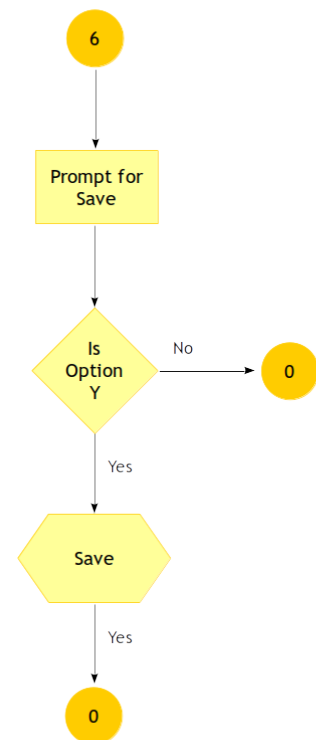 6
Prompt for
Save
Is
Option
Y
No
0
Yes
Save
Yes
0